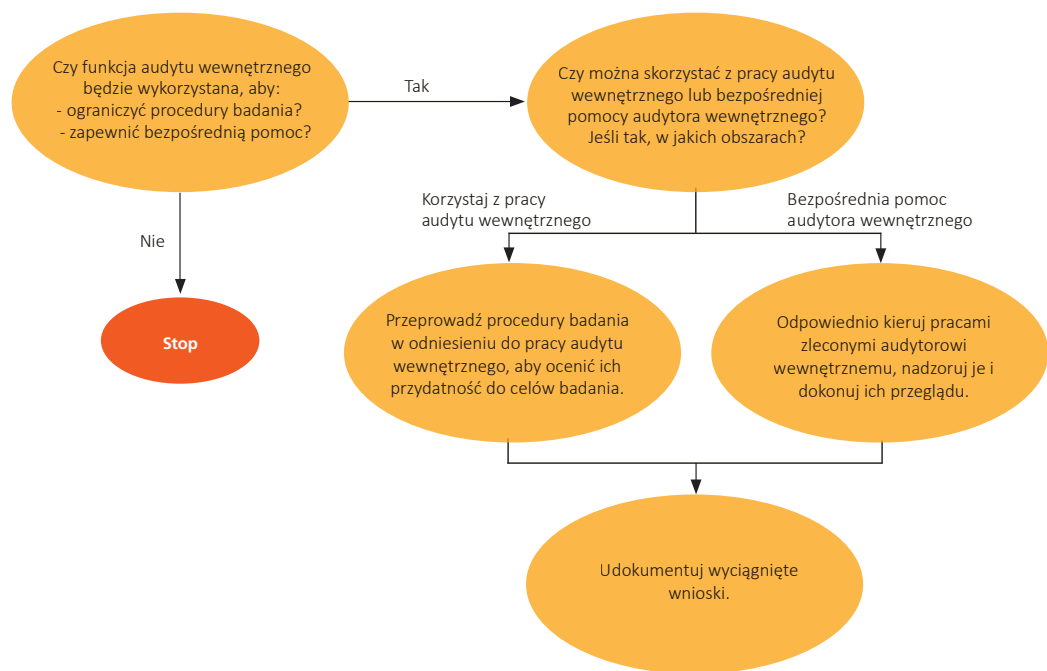 Czy funkcja audytu wewnętrznego
będzie wykorzystana, aby:
- ograniczyć procedury badania?
- zapewnić bezpośrednią pomoc?
Tak
Czy można skorzystać z pracy audytu
wewnętrznego lub bezpośredniej
pomocy audytora wewnętrznego?
Jeśli tak, w jakich obszarach?
Nie
Stop
Korzystaj z pracy
audytu wewnętrznego
Bezpośrednia pomoc
audytora wewnętrznego
Przeprowadź procedury badania
w odniesieniu do pracy audytu
wewnętrznego, aby ocenić ich
przydatność do celów badania.
Odpowiednio kieruj pracami
zleconymi audytorowi
wewnętrznemu, nadzoruj je i
dokonuj ich przeglądu.
Udokumentuj wyciągnięte
wnioski.